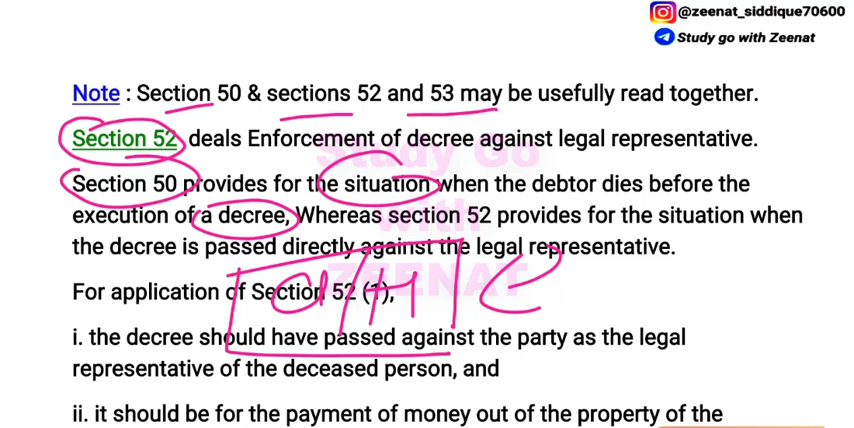 @zeenat_siddique70600
Study go with Zeenat
Note : Section 50 & sections 52 and 53 may be usefully read together.
Section 52 deals Enforcement of decree against legal representative.
Section 50 provides for the situation when the debtor dies before the
execution of a decree, Whereas section 52 provides for the situation when
the decree is passed directly against the legal representative.
For application of Section 52 (1),
i. the decree should have passed against the party as the legal
representative of the deceased person, and
ii. it should be for the payment of money out of the property of the
Study Go
with
ZEENAT